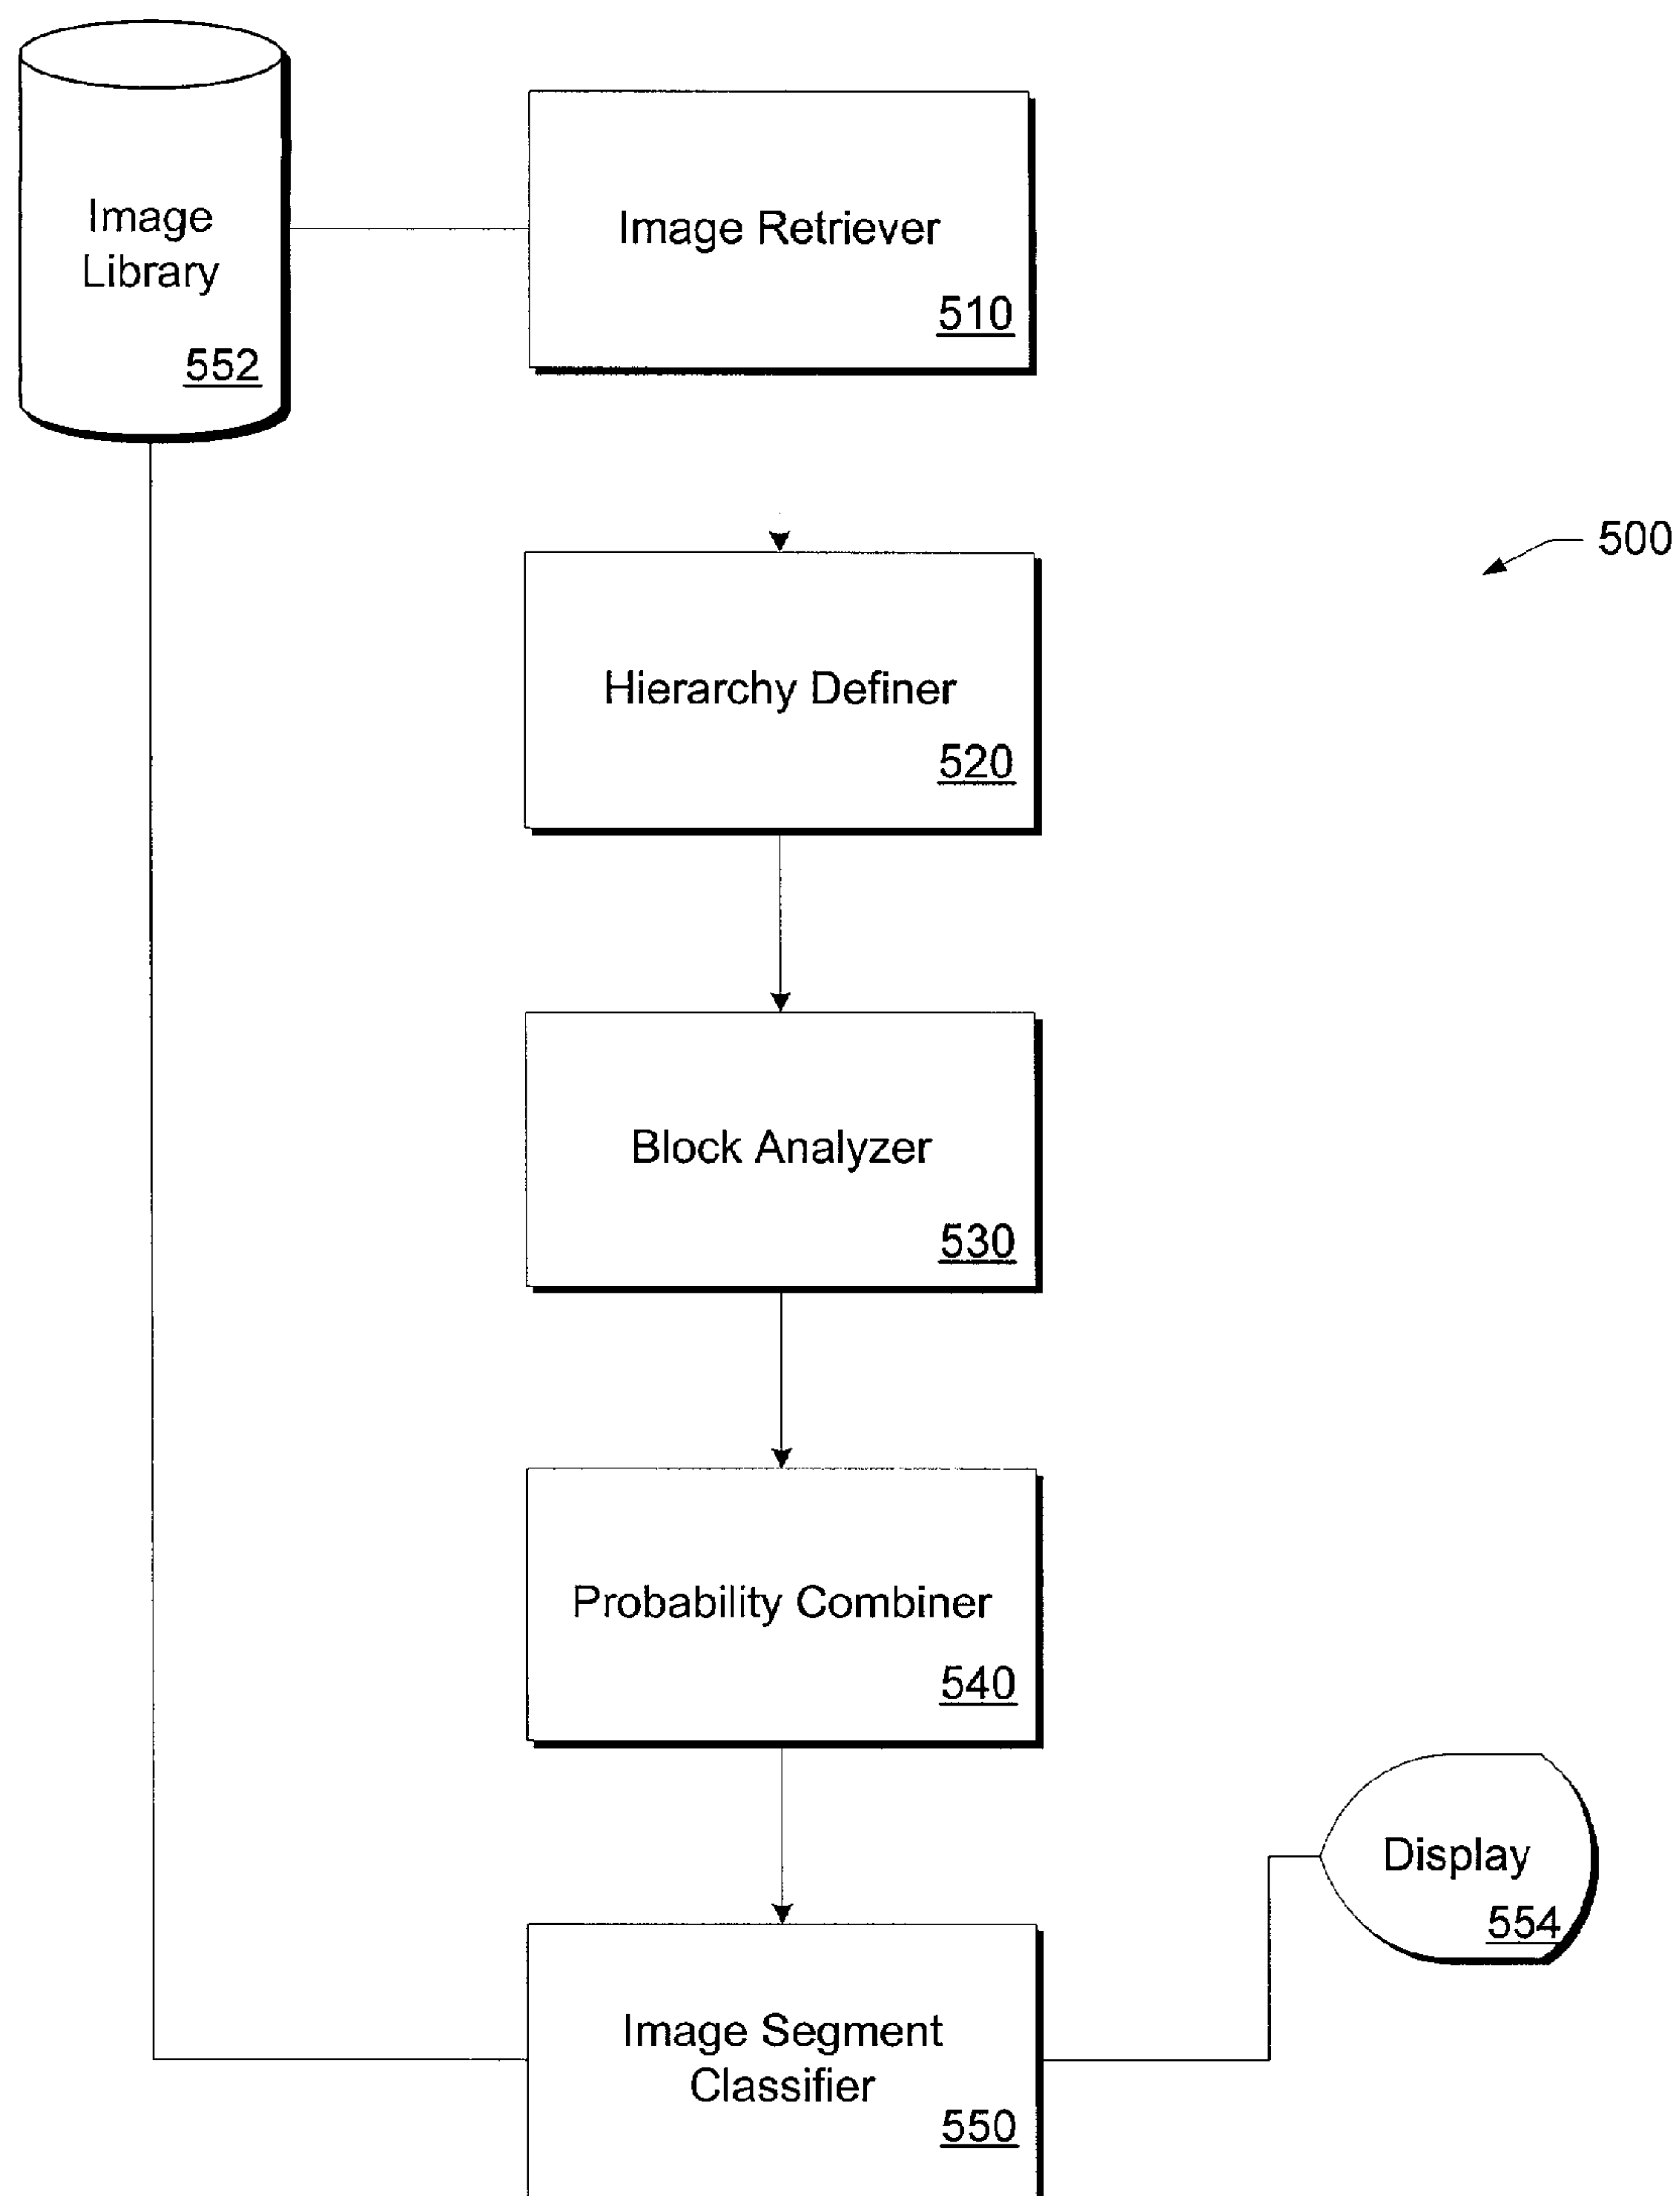 Image
Library
552
Image Retriever
510
500
Hierarchy Definer
520
Block Analyzer
530
Probability Combiner
540
Display
554
Image Segment
Classifier
550